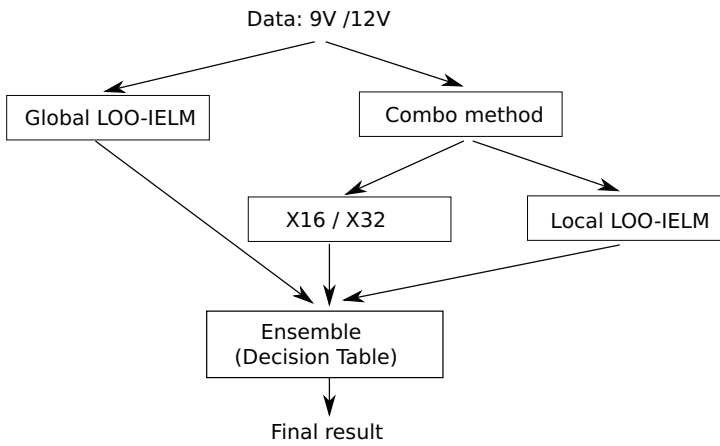 Data: 9V /12V
Global LOO-IELM
Combo method
X16 / X32
Local LOO-IELM
Ensemble
(Decision Table)
Final result